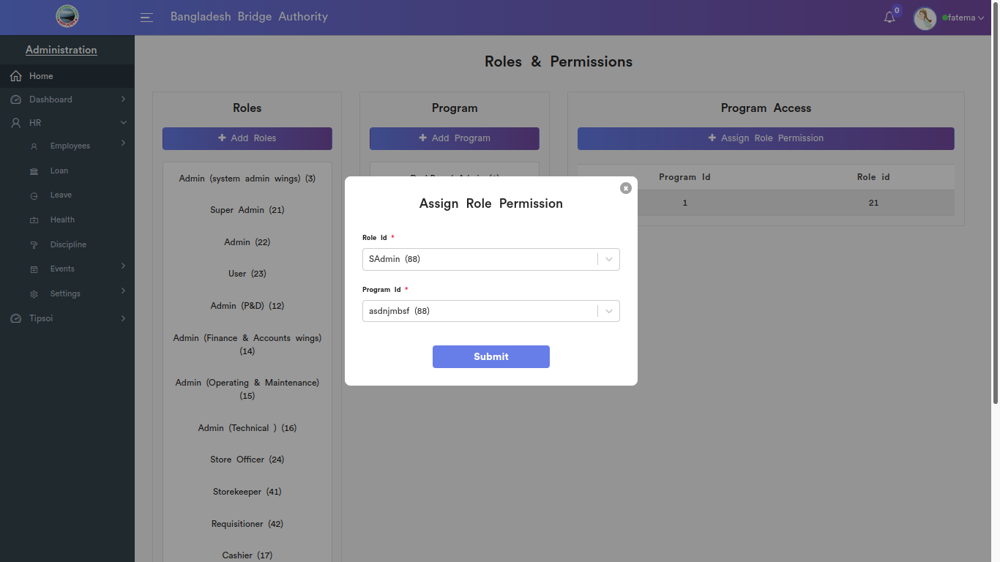 Bangladesh Bridge Authority
0
fatema
Administration
Home
Dashboard
HR
Employees
Loan
Leave
Health
Discipline
Events
Settings
Tipsoi
Roles & Permissions
Roles
Add Roles
Admin (system admin wings) (3)
Super Admin (21)
Admin (22)
User (23)
Admin (P&D) (12)
Admin (Finance & Accounts wings)
(14)
Admin (Operating & Maintenance)
(15)
Admin (Technical ) (16)
Store Officer (24)
Storekeeper (41)
Requisitioner (42)
Cashier (17)
Program
Add Program
Program Access
Assign Role Permission
Program Id Role id
1 21
Assign Role Permission
Role Id *
SAdmin (88)
Program Id *
asdnjmbsf (88)
Submit